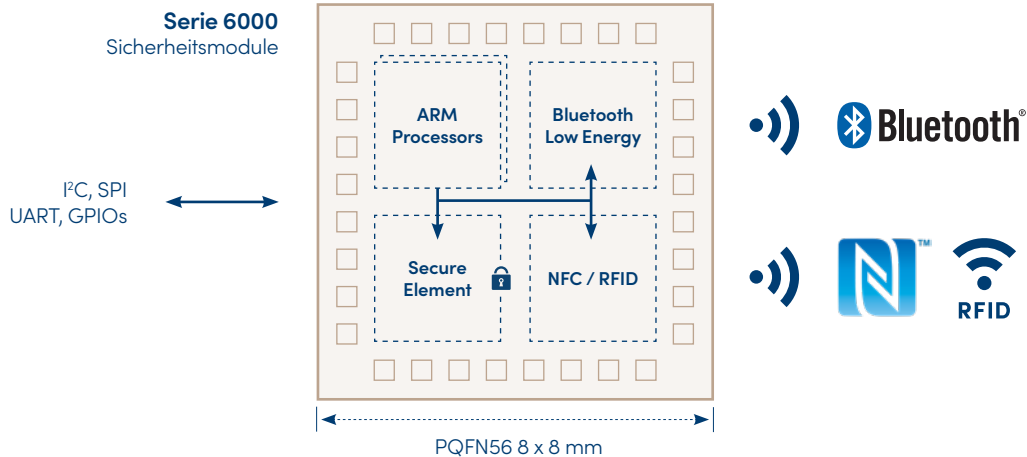 Serie 6000
Sicherheitsmodule
ARM
Processors
Bluetooth
Low Energy
Bluetooth®
I²C, SPI
UART, GPIOs
Secure
Element
NFC / RFID
™
RFID
PQFN56 8 x 8 mm